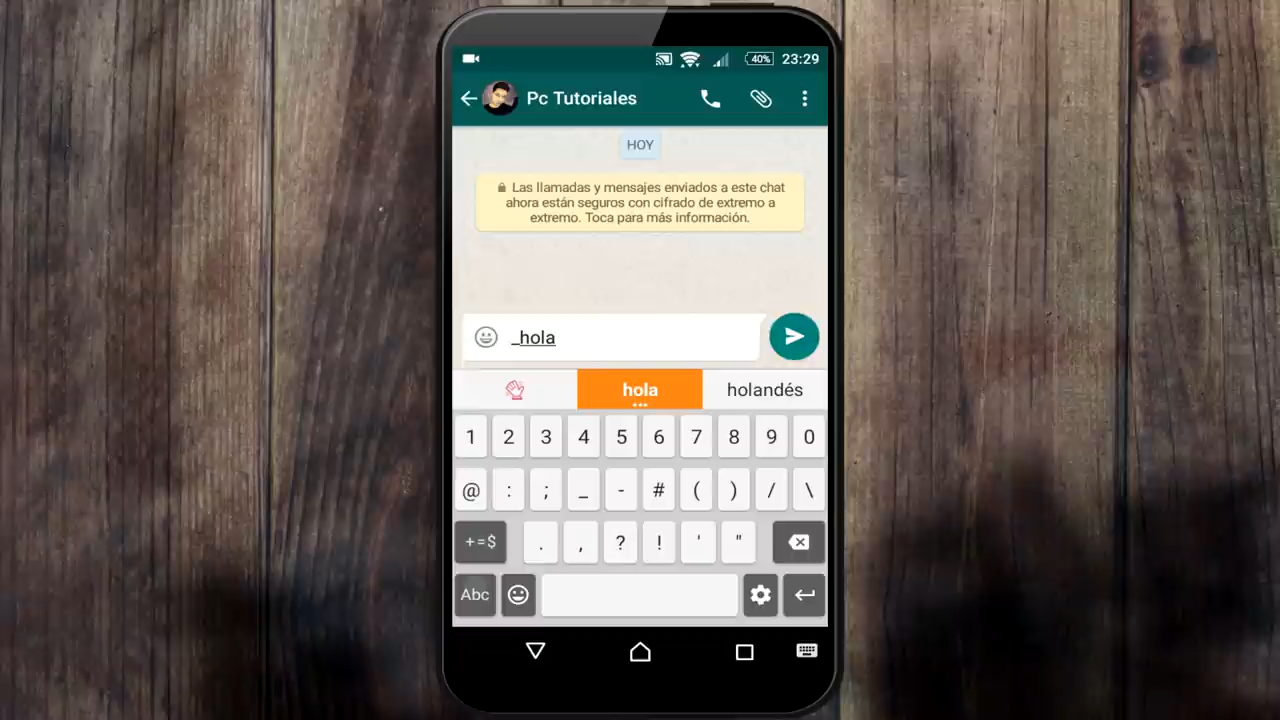 40% 23:29
Pc Tutoriales
HOY
Las llamadas y mensajes enviados a este chat
ahora están seguros con cifrado de extremo a
extremo. Toca para más información.
_hola
hola holandés
1 2 3 4 5 6 7 8 9 0
@ : ; _ - # ( ) / \
+=$ . , ? ! ' "
Abc